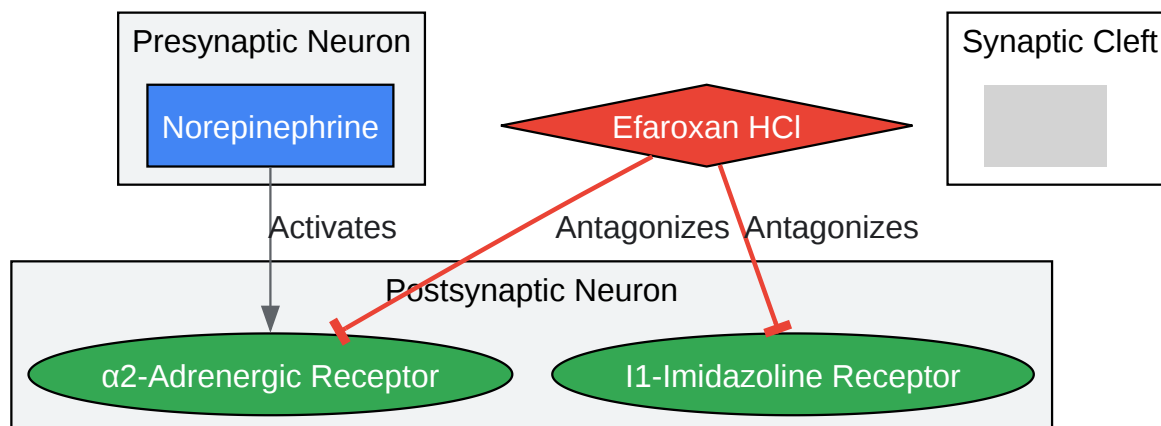 Presynaptic Neuron
Synaptic Cleft
Norepinephrine
Efaroxan HCl
Activates
Antagonizes
Antagonizes
Postsynaptic Neuron
α2-Adrenergic Receptor
I1-Imidazoline Receptor